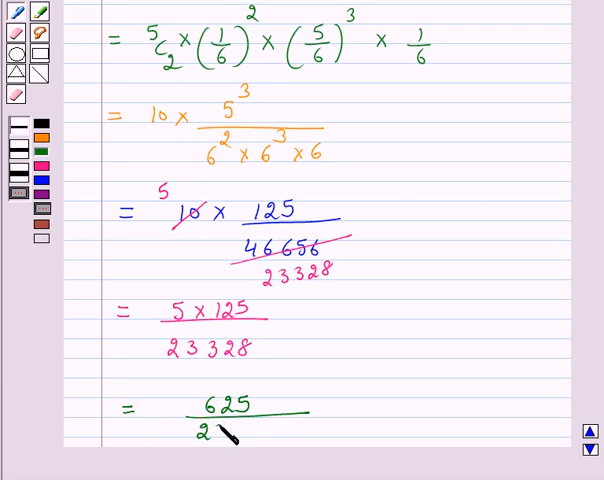 = ⁵C₂ × (1/6)² × (5/6)³ × 1/6
= 10 × 5³ / 6² × 6³ × 6
5
= 10 × 125 / 46656
23328
= 5 × 125 / 23328
= 625 / 2